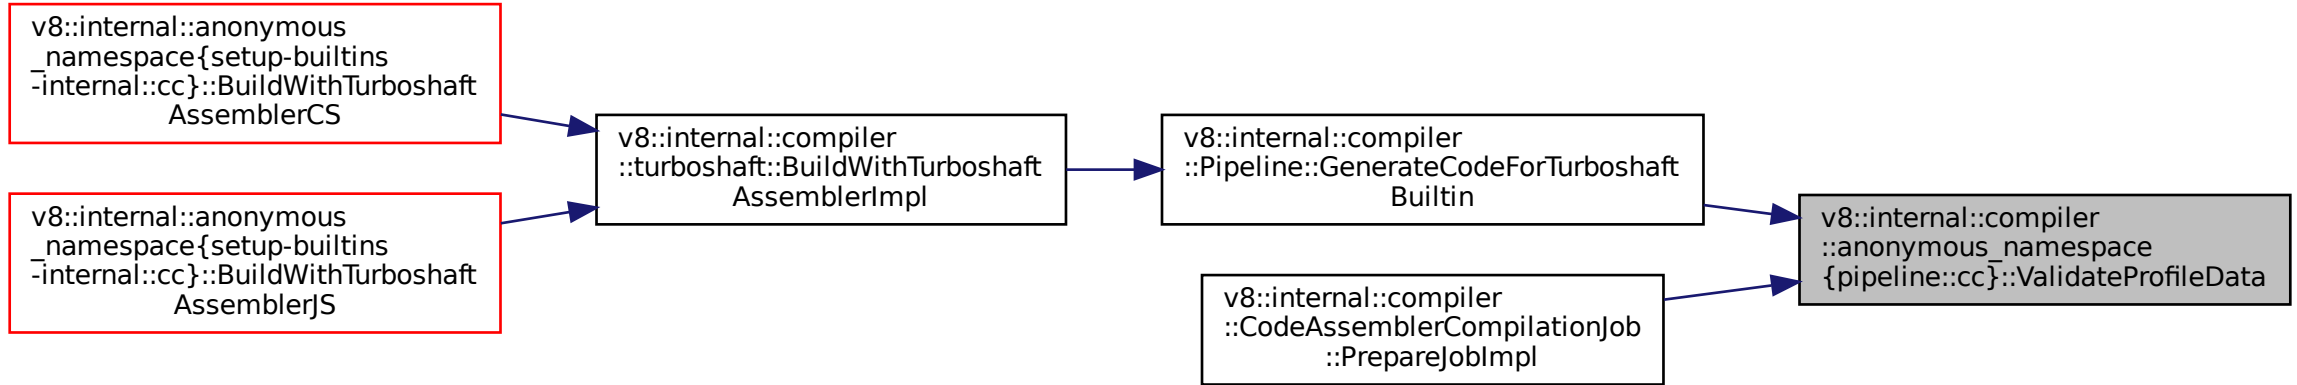 v8::internal::anonymous
_namespace{setup-builtins
-internal::cc}::BuildWithTurboshaft
AssemblerCS
v8::internal::anonymous
_namespace{setup-builtins
-internal::cc}::BuildWithTurboshaft
AssemblerJS
v8::internal::compiler
::turboshaft::BuildWithTurboshaft
AssemblerImpl
v8::internal::compiler
::Pipeline::GenerateCodeForTurboshaft
Builtin
v8::internal::compiler
::CodeAssemblerCompilationJob
::PrepareJobImpl
v8::internal::compiler
::anonymous_namespace
{pipeline::cc}::ValidateProfileData